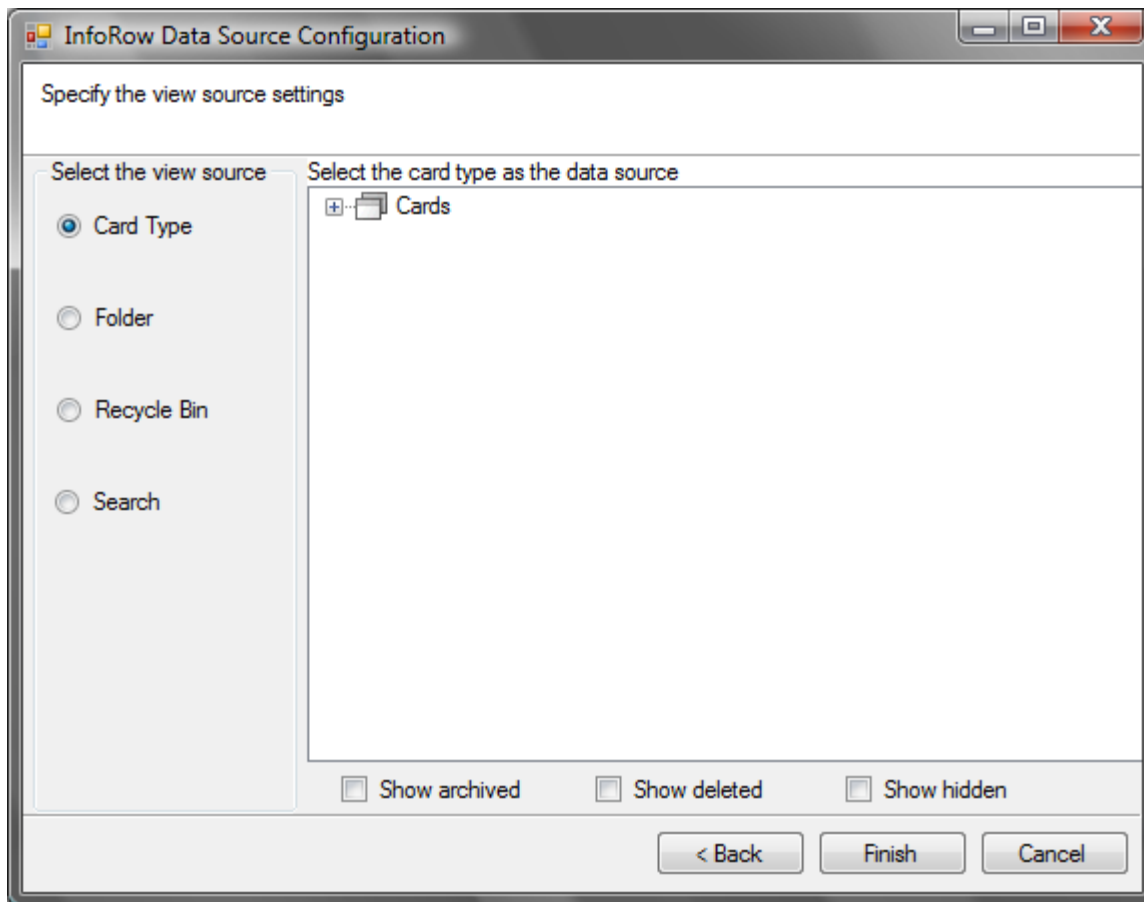 InfoRow Data Source Configuration
Specify the view source settings
Select the view source
Card Type
Folder
Recycle Bin
Search
Select the card type as the data source
Cards
Show archived
Show deleted
Show hidden
< Back
Finish
Cancel